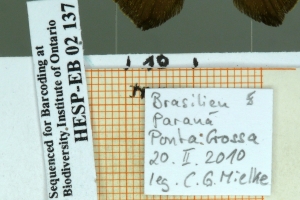 Sequenced for Barcoding at
Biodiversity Institute of Ontario
HESP-EB 02 137
10
Brasilien
Paraná
Ponta Grossa
20. II. 2010
leg. C. G. Mielke